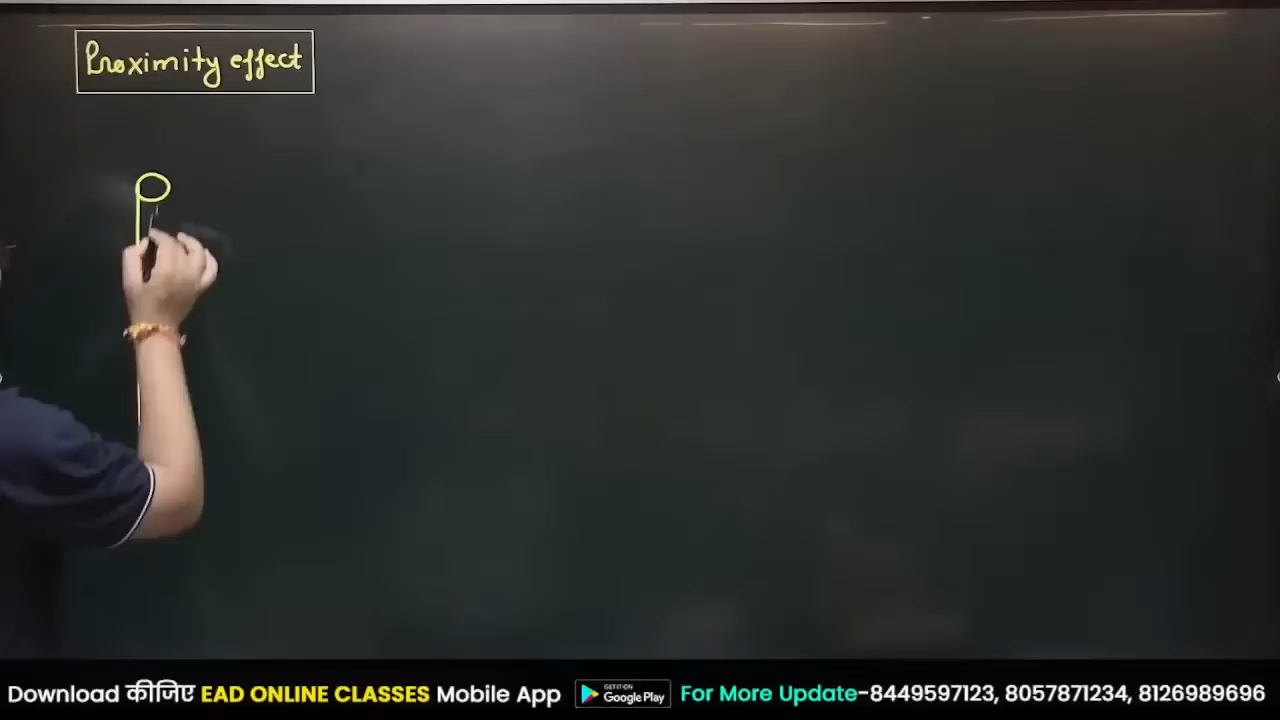 Proximity effect
Download कीजिए EAD ONLINE CLASSES Mobile App GET IT ON Google Play For More Update-8449597123, 8057871234, 8126989696